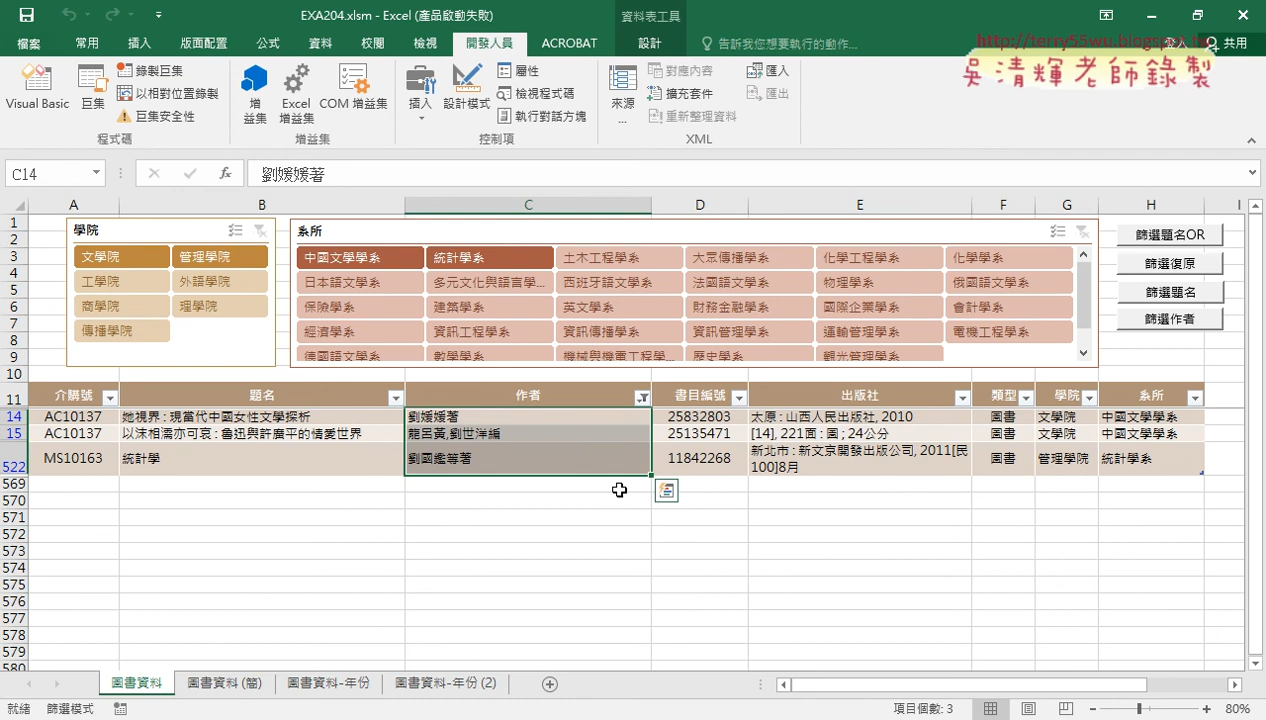 EXA204.xlsm - Excel (產品啟動失敗)
資料表工具
檔案 常用 插入 版面配置 公式 資料 校閱 檢視 開發人員 ACROBAT 設計 告訴我您想要執行的動作... 登入 共用
http://terry55wu.blogspot.tw
吳清輝老師錄製
Visual Basic 巨集 錄製巨集 以相對位置錄製 巨集安全性 程式碼
增益集 Excel 增益集 COM 增益集 增益集
插入 設計模式 屬性 檢視程式碼 執行對話方塊 控制項
來源... 對應內容 擴充套件 重新整理資料 匯入 匯出 XML
C14 fx 劉媛媛著
A B C D E F G H I
1 學院 系所
2 篩選題名OR
3 文學院 管理學院 中國文學學系 統計學系 土木工程學系 大眾傳播學系 化學工程學系 化學系
4 工學院 外語學院 日本語文學系 多元文化與語言學... 西班牙語文學系 法國語文學系 物理學系 俄國語文學系 篩選復原
5 商學院 理學院 保險學系 建築學系 英文學系 財務金融學系 國際企業學系 會計學系 篩選題名
6
7 傳播學院 經濟學系 資訊工程學系 資訊傳播學系 資訊管理學系 運輸管理學系 電機工程學系 篩選作者
8
9 德國語文學系 數學學系 機械與機電工程學... 歷史學系 觀光管理學系
10
11 介購號 題名 作者 書目編號 出版社 類型 學院 系所
14 AC10137 她視界 : 現當代中國女性文學探析 劉媛媛著 25832803 太原 : 山西人民出版社, 2010 圖書 文學院 中國文學學系
15 AC10137 以沫相濡亦可哀 : 魯迅與許廣平的情愛世界 龍呂黃,劉世洋編 25135471 [14], 221面 : 圖 ; 24公分 圖書 文學院 中國文學學系
522 MS10163 統計學 劉國鑑等著 11842268 新北市 : 新文京開發出版公司, 2011[民100]8月 圖書 管理學院 統計學系
569
570
571
572
573
574
575
576
577
578
579
580
圖書資料 圖書資料 (簡) 圖書資料-年份 圖書資料-年份 (2)
就緒 篩選模式 項目個數: 3 80%